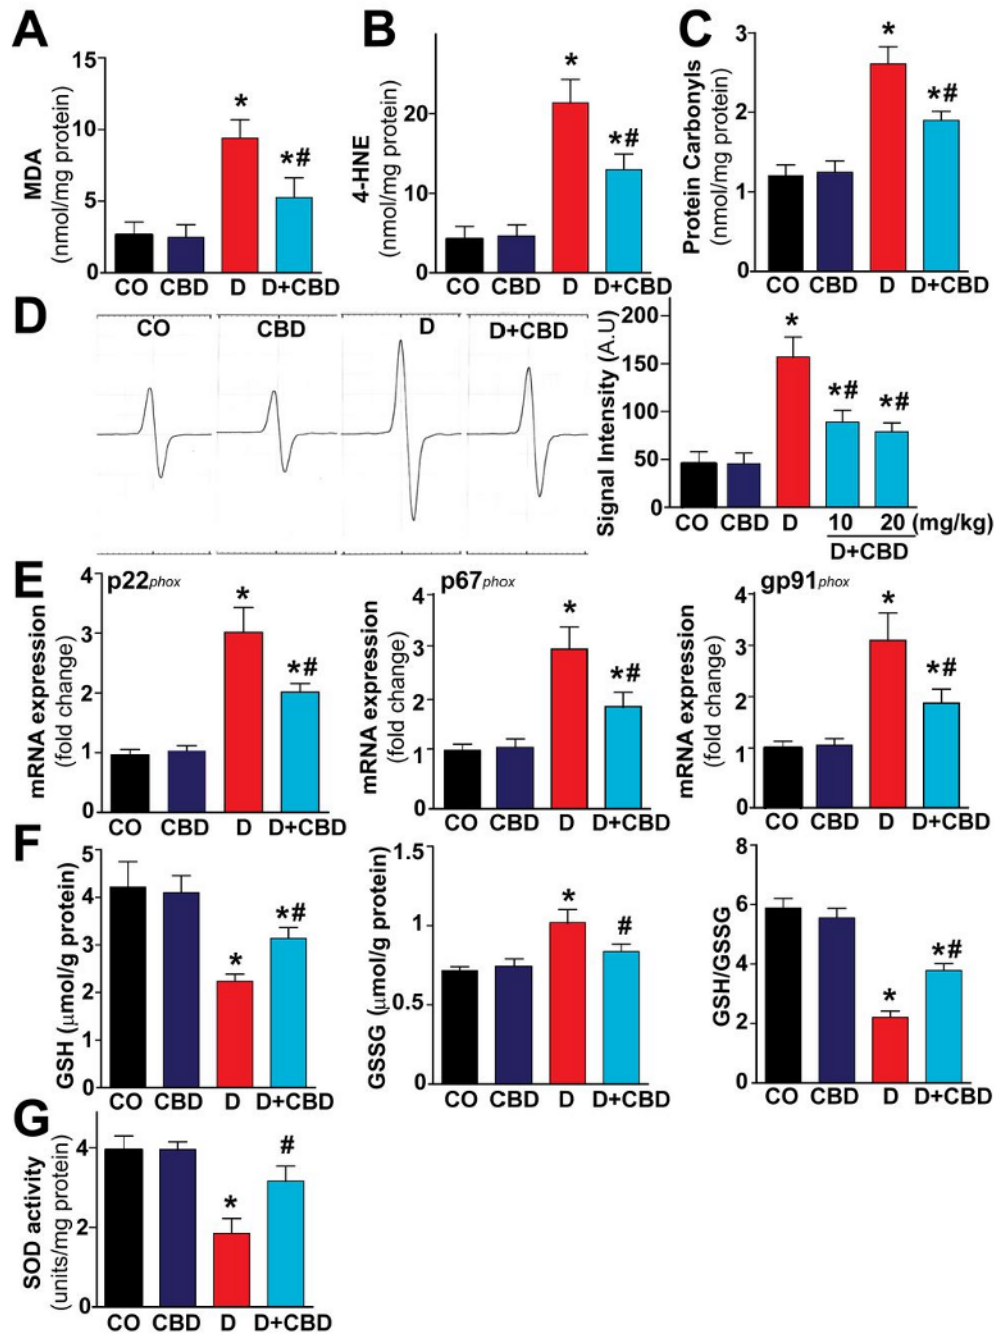 A
MDA
(nmol/mg protein)
15
10
5
0
*
*#
CO CBD D D+CBD
B
4-HNE
(nmol/mg protein)
20
10
0
*
*#
CO CBD D D+CBD
C
Protein Carbonyls
(nmol/mg protein)
3
2
1
0
*
*#
CO CBD D D+CBD
D
CO CBD D D+CBD
Signal Intensity (A.U)
200
150
100
50
0
*
*#
*#
CO CBD D 10 20 (mg/kg)
D+CBD
E
p22phox
mRNA expression
(fold change)
4
3
2
1
0
*
*#
CO CBD D D+CBD
p67phox
mRNA expression
(fold change)
4
3
2
1
0
*
*#
CO CBD D D+CBD
gp91phox
mRNA expression
(fold change)
4
3
2
1
0
*
*#
CO CBD D D+CBD
F
GSH (μmol/g protein)
5
4
3
2
1
0
*
*#
CO CBD D D+CBD
GSSG (μmol/g protein)
1.5
1
0.5
0
*
#
CO CBD D D+CBD
GSH/GSSG
8
6
4
2
0
*
*#
CO CBD D D+CBD
G
SOD activity
(units/mg protein)
4
2
0
*
#
CO CBD D D+CBD